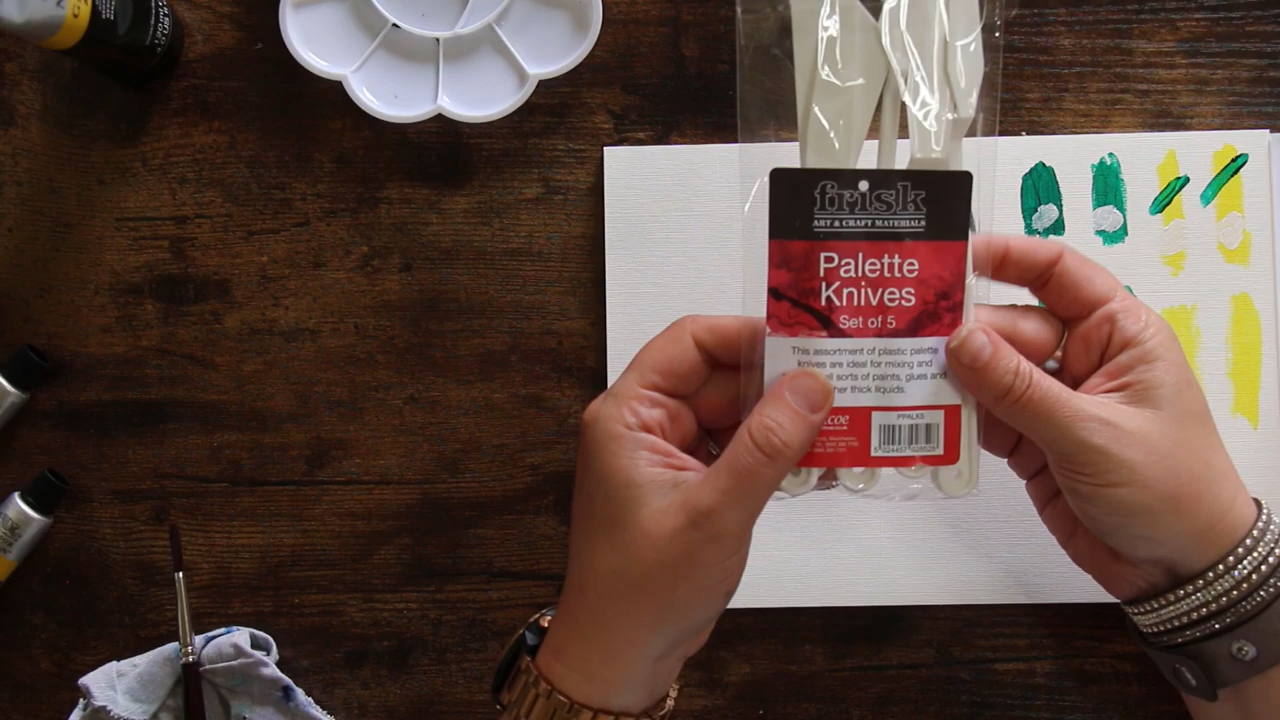 frisk
ART & CRAFT MATERIALS
Palette
Knives
Set of 5
This assortment of plastic palette
knives are ideal for mixing and
all sorts of paints, glues and
thick liquids.
PPALK5